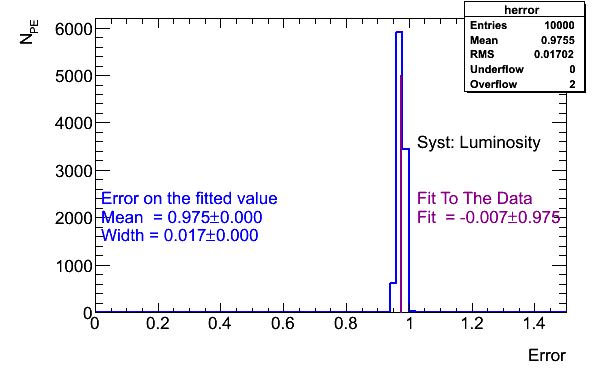 herror
Entries 10000
Mean 0.9755
RMS 0.01702
Underflow 0
Overflow 2
N_PE
6000
5000
4000
3000
2000
1000
0
Syst: Luminosity
Error on the fitted value
Mean = 0.975±0.000
Width = 0.017±0.000
Fit To The Data
Fit = -0.007±0.975
0 0.2 0.4 0.6 0.8 1 1.2 1.4
Error